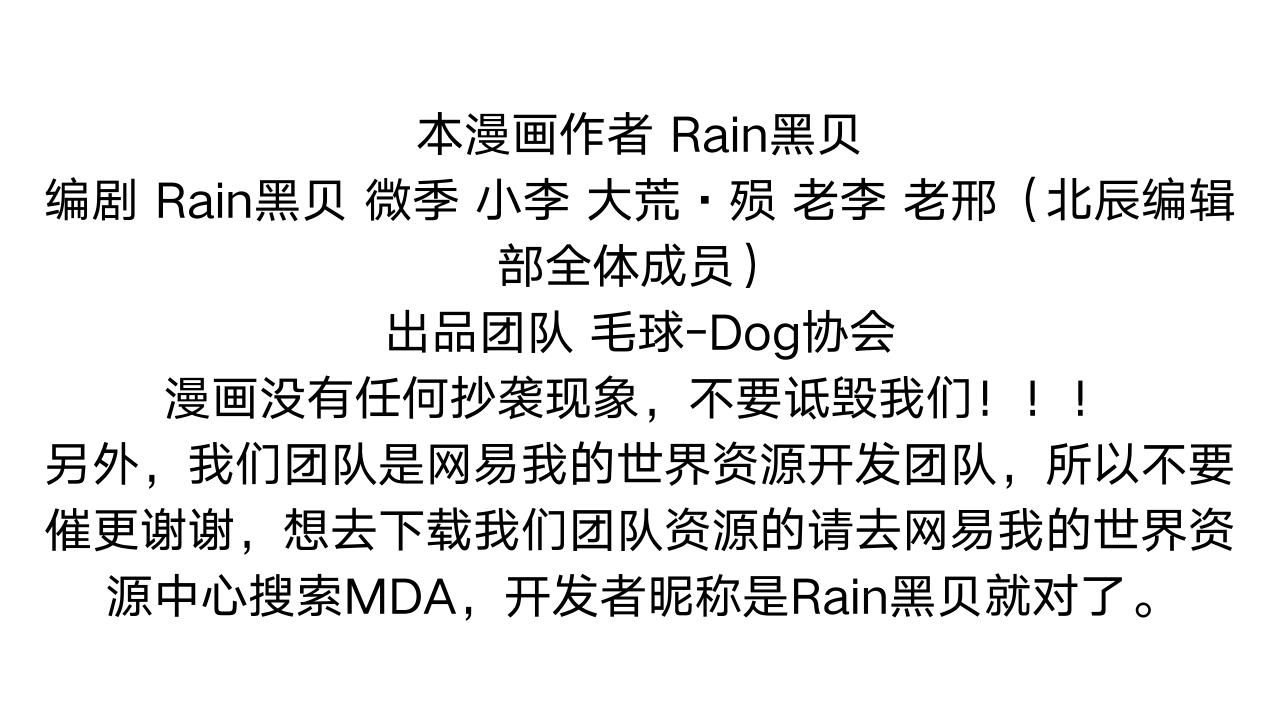 本漫画作者 Rain黑贝
编剧 Rain黑贝 微季 小李 大荒·殒 老李 老邢（北辰编辑
部全体成员）
出品团队 毛球-Dog协会
漫画没有任何抄袭现象，不要诋毁我们！！！
另外，我们团队是网易我的世界资源开发团队，所以不要
催更谢谢，想去下载我们团队资源的请去网易我的世界资
源中心搜索MDA，开发者昵称是Rain黑贝就对了。